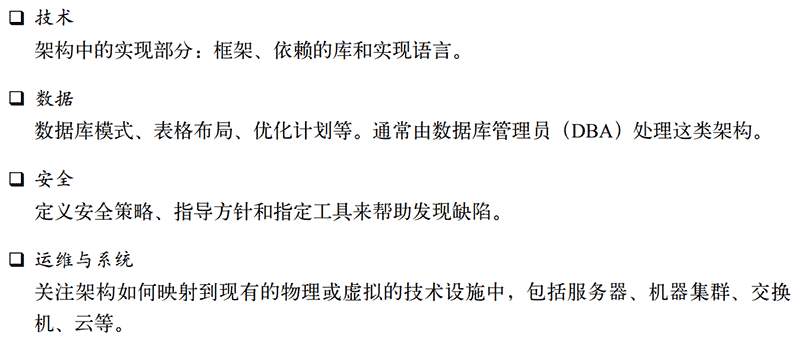 ❑ 技术
架构中的实现部分：框架、依赖的库和实现语言。
❑ 数据
数据库模式、表格布局、优化计划等。通常由数据库管理员（DBA）处理这类架构。
❑ 安全
定义安全策略、指导方针和指定工具来帮助发现缺陷。
❑ 运维与系统
关注架构如何映射到现有的物理或虚拟的技术设施中，包括服务器、机器集群、交换
机、云等。